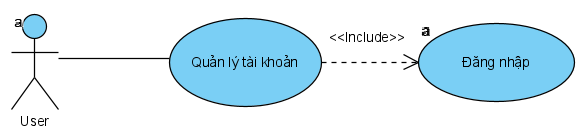 a
User
Quản lý tài khoản
<<Include>>
a
Đăng nhập